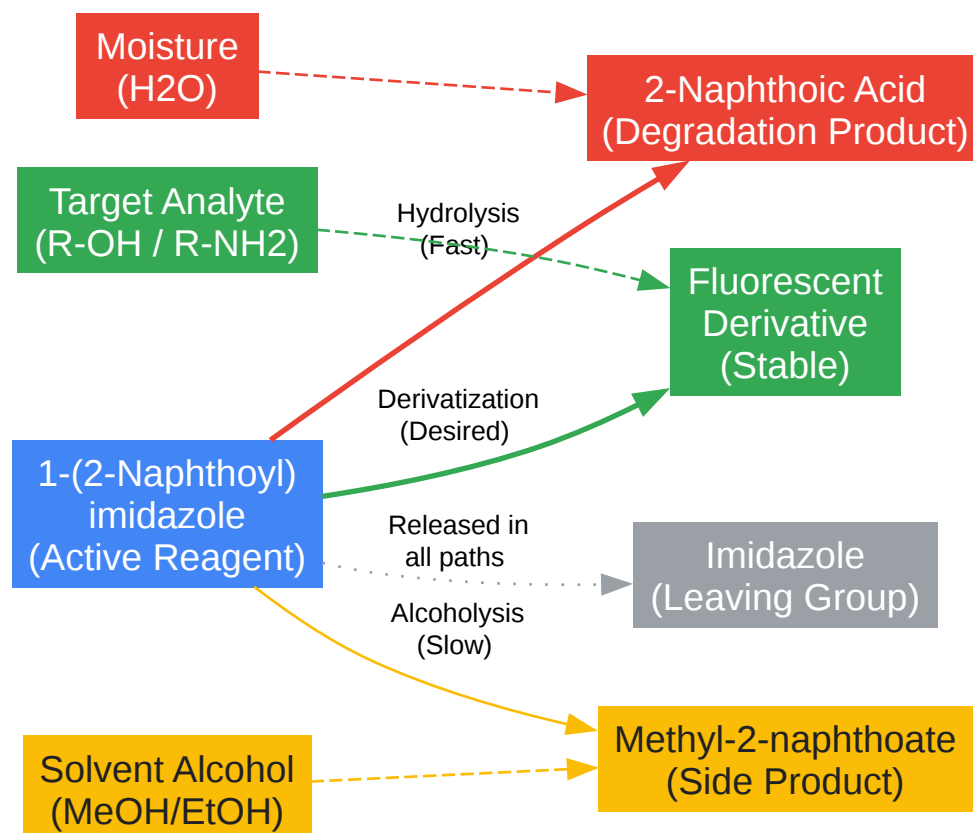 Moisture
(H2O)
2-Naphthoic Acid
(Degradation Product)
Target Analyte
(R-OH / R-NH2)
Hydrolysis
(Fast)
Fluorescent
Derivative
(Stable)
Derivatization
(Desired)
1-(2-Naphthoyl)
imidazole
(Active Reagent)
Released in
all paths
Imidazole
(Leaving Group)
Alcoholysis
(Slow)
Methyl-2-naphthoate
(Side Product)
Solvent Alcohol
(MeOH/EtOH)